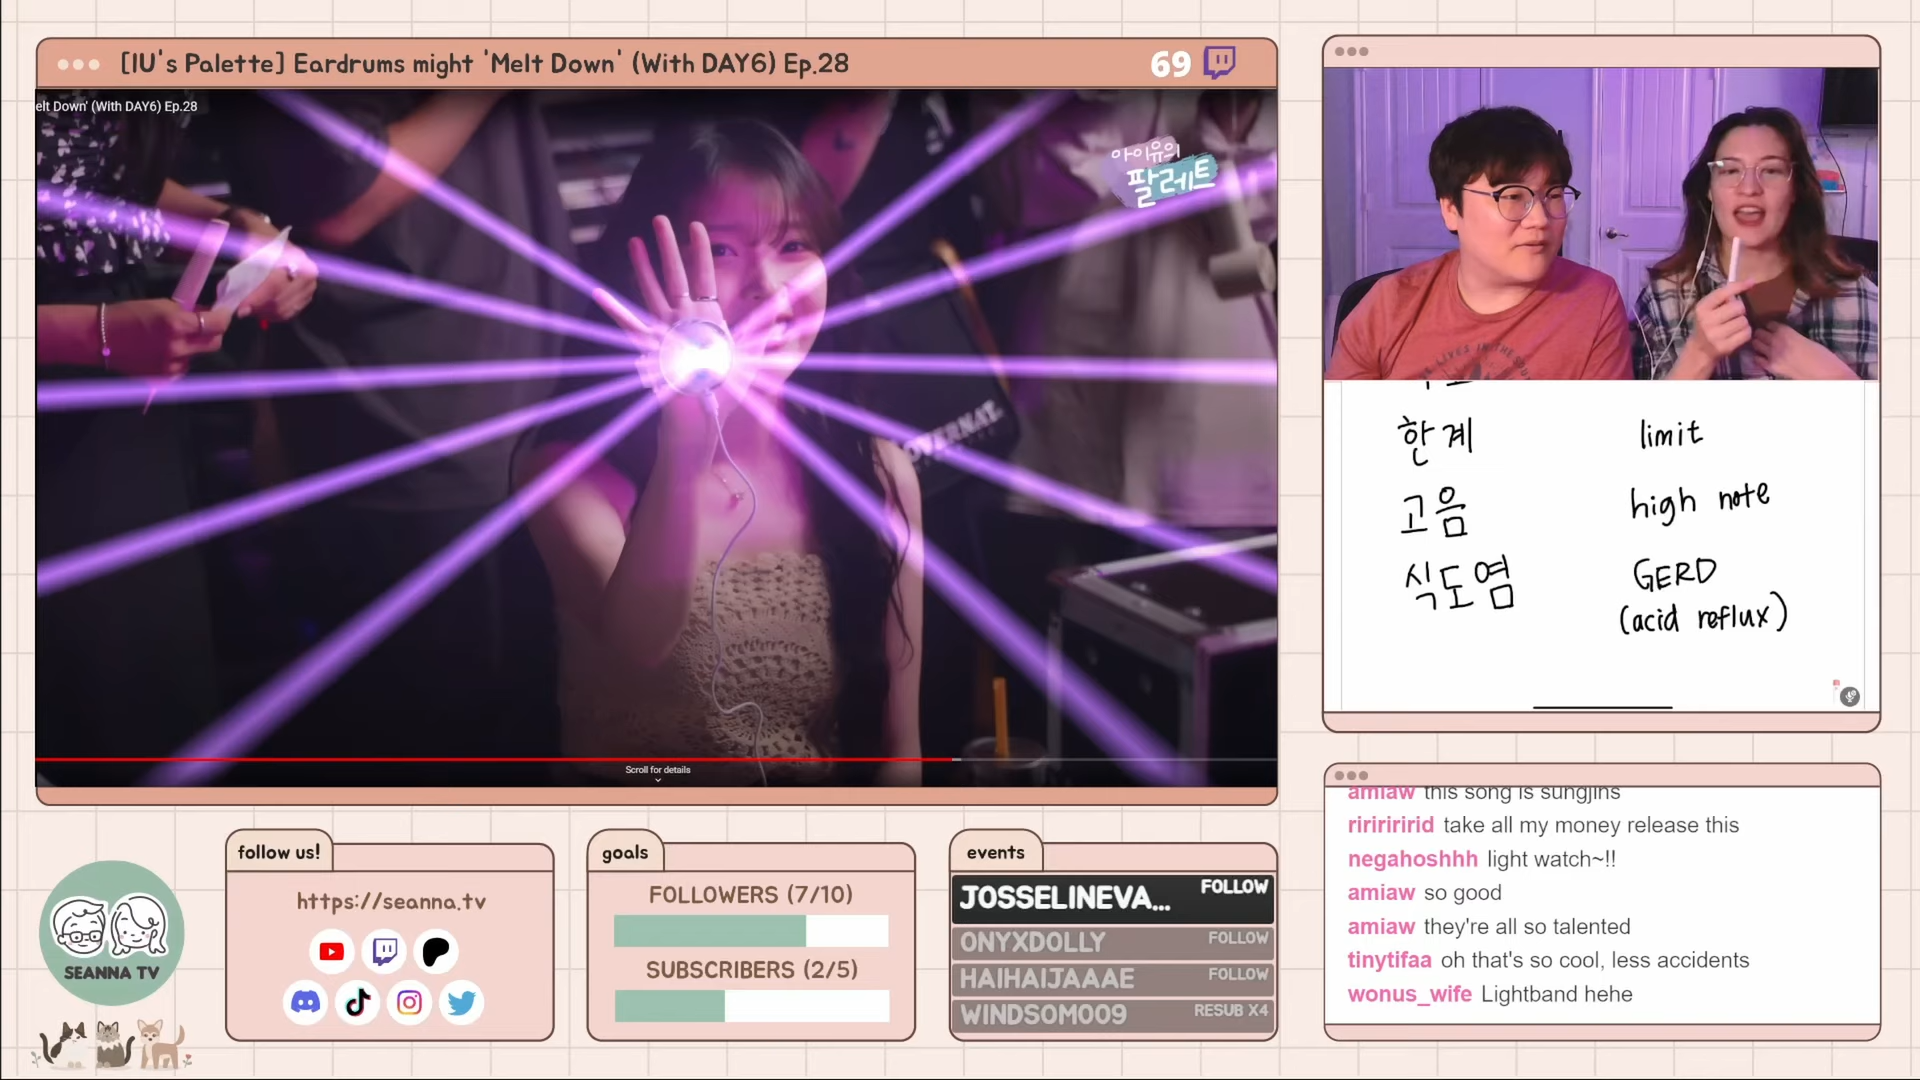 [IU's Palette] Eardrums might 'Melt Down' (With DAY6) Ep.28
69
elt Down' (With DAY6) Ep.28
아이유의
팔레트
OVERNAT.
Scroll for details
한계 limit
고음 high note
식도염 GERD
(acid reflux)
amiaw this song is sungjins
riririririd take all my money release this
negahoshhh light watch~!!
amiaw so good
amiaw they're all so talented
tinytifaa oh that's so cool, less accidents
wonus_wife Lightband hehe
SEANNA TV
follow us!
https://seanna.tv
goals
FOLLOWERS (7/10)
SUBSCRIBERS (2/5)
events
JOSSELINEVA... FOLLOW
ONYXDOLLY FOLLOW
HAIHAIJAAAE FOLLOW
WINDSOM009 RESUB X4